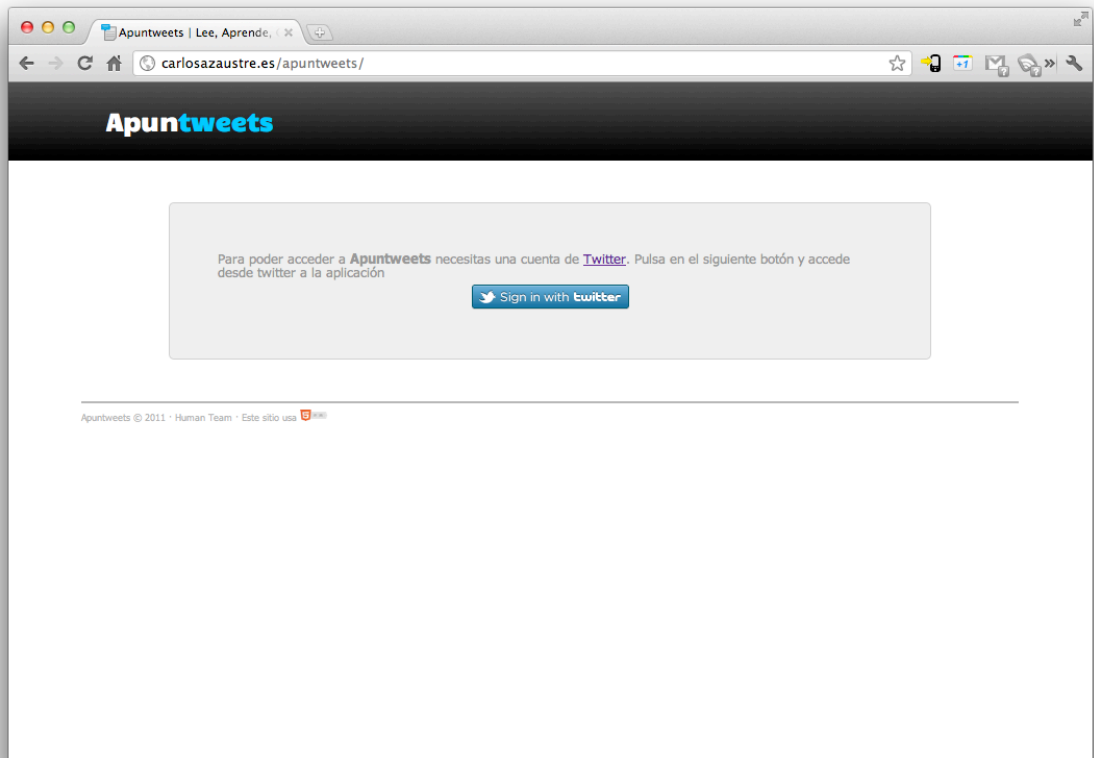 Apuntweets | Lee, Aprende,
carlosazaustre.es/apuntweets/
+1
Apuntweets
Para poder acceder a Apuntweets necesitas una cuenta de Twitter. Pulsa en el siguiente botón y accede
desde twitter a la aplicación
Sign in with twitter
Apuntweets © 2011 · Human Team · Este sitio usa